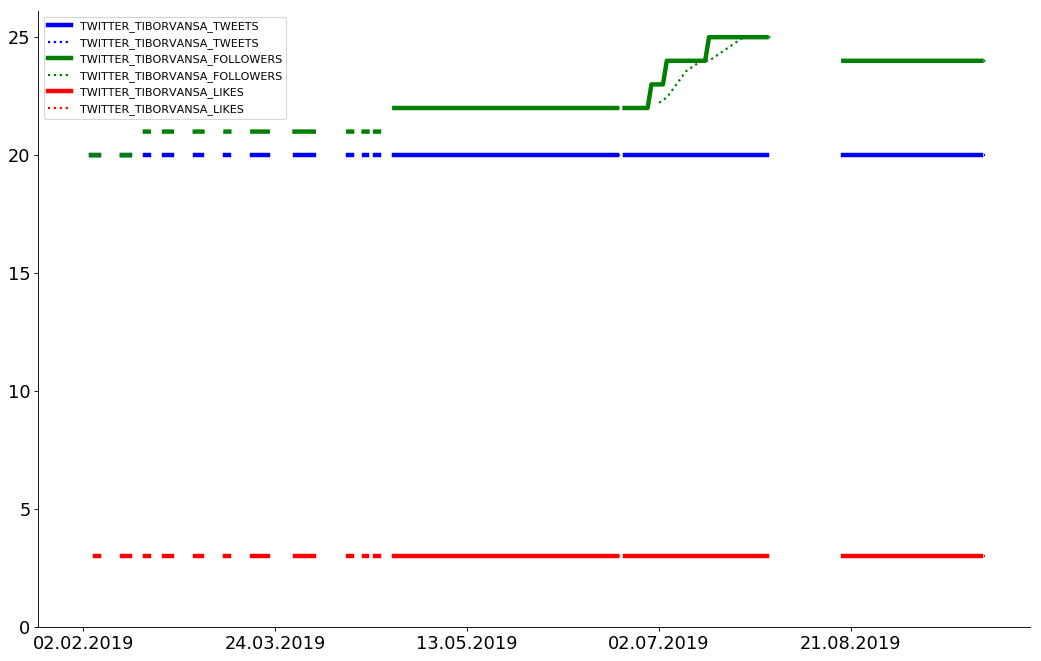 25
20
15
10
5
0
TWITTER_TIBORVANSA_TWEETS
TWITTER_TIBORVANSA_TWEETS
TWITTER_TIBORVANSA_FOLLOWERS
TWITTER_TIBORVANSA_FOLLOWERS
TWITTER_TIBORVANSA_LIKES
TWITTER_TIBORVANSA_LIKES
02.02.2019 24.03.2019 13.05.2019 02.07.2019 21.08.2019